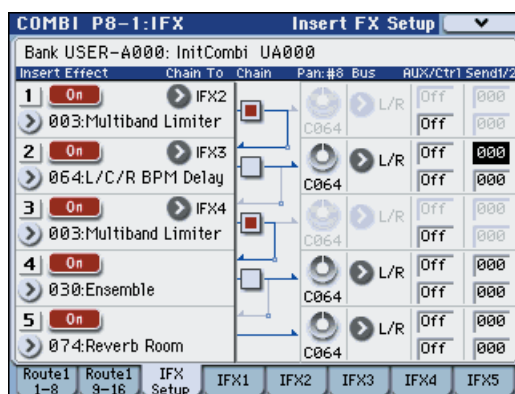 COMBI P8-1:IFX Insert FX Setup
Bank USER-A000: InitCombi UA000
Insert Effect Chain To Chain Pan:#8 Bus AUX/Ctrl Send1/2
1 On IFX2 L/R Off 000
003:Multiband Limiter C064 Off 000
2 On IFX3 L/R Off 000
064:L/C/R BPM Delay C064 Off 000
3 On IFX4 L/R Off 000
003:Multiband Limiter C064 Off 000
4 On L/R Off 000
030:Ensemble C064 Off 000
5 On L/R Off 000
074:Reverb Room C064 Off 000
Route1 1-8 Route1 9-16 IFX Setup IFX1 IFX2 IFX3 IFX4 IFX5